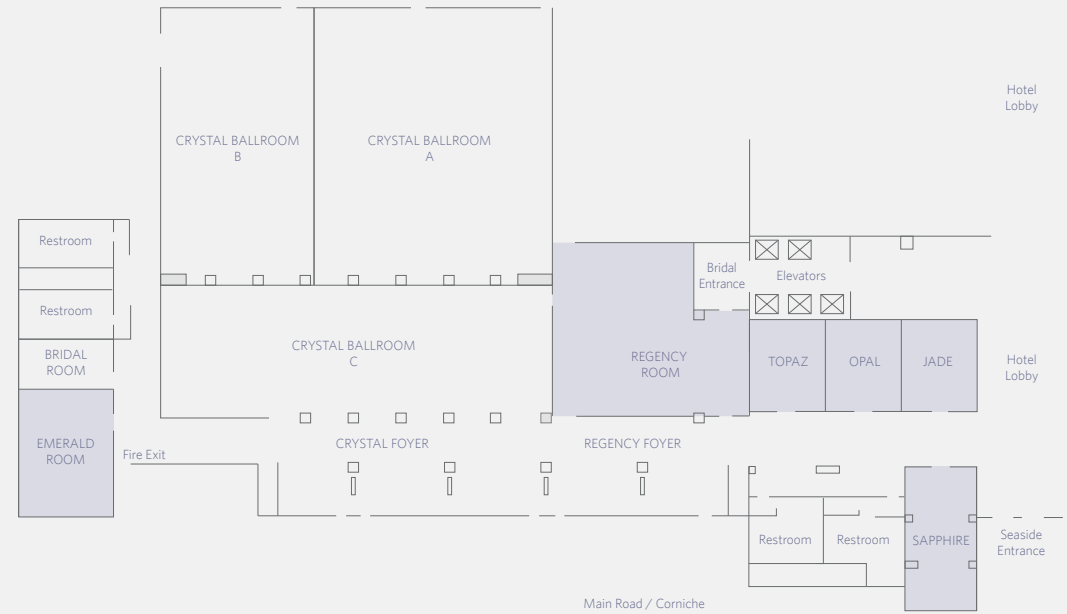 Hotel
Lobby
CRYSTAL BALLROOM
B
CRYSTAL BALLROOM
A
Restroom
Bridal
Entrance
Elevators
Restroom
CRYSTAL BALLROOM
C
BRIDAL
ROOM
REGENCY
ROOM
TOPAZ
OPAL
JADE
Hotel
Lobby
EMERALD
ROOM
Fire Exit
CRYSTAL FOYER
REGENCY FOYER
Restroom
Restroom
SAPPHIRE
Seaside
Entrance
Main Road / Corniche